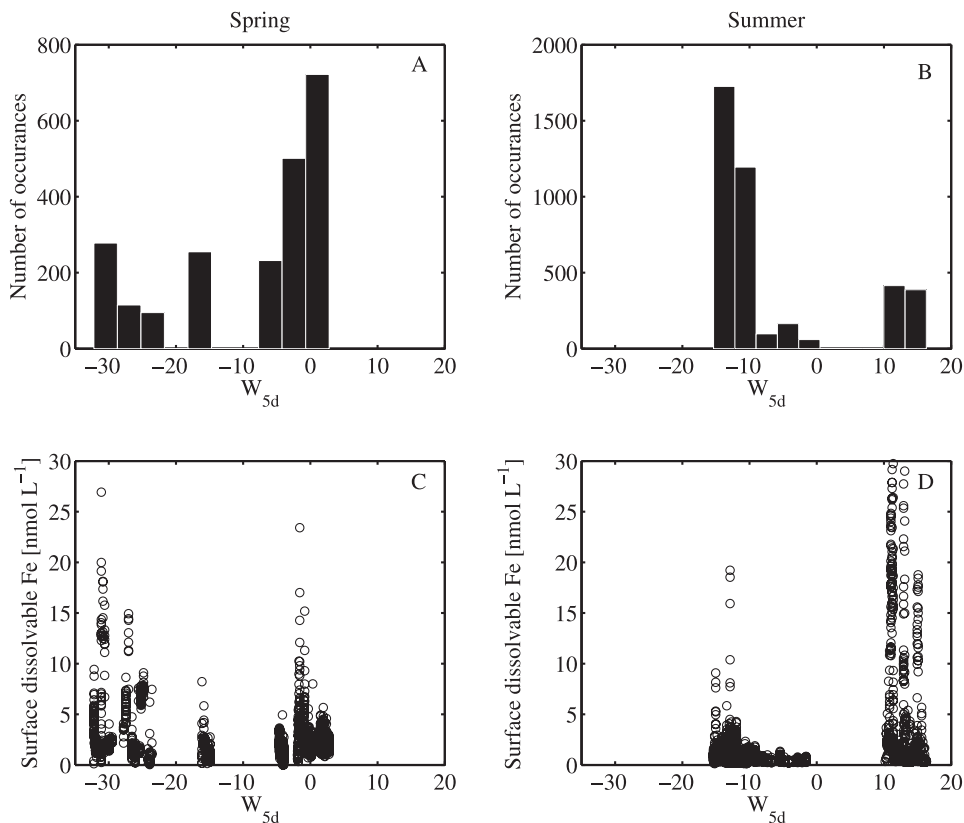 Spring
Summer
A
Number of occurances
800
600
400
200
0
−30 −20 −10 0 10 20
W5d
B
Number of occurances
2000
1500
1000
500
0
−30 −20 −10 0 10 20
W5d
C
Surface dissolvable Fe [nmol L−1]
30
25
20
15
10
5
0
−30 −20 −10 0 10 20
W5d
D
Surface dissolvable Fe [nmol L−1]
30
25
20
15
10
5
0
−30 −20 −10 0 10 20
W5d